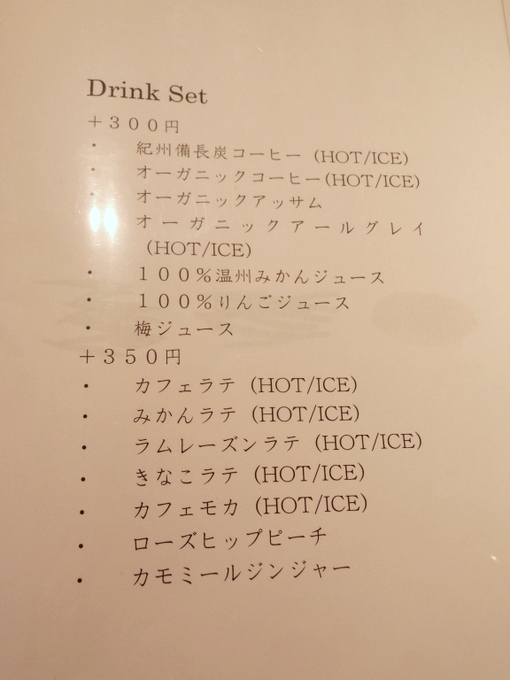 Drink Set
+300円
・ 紀州備長炭コーヒー (HOT/ICE)
・ オーガニックコーヒー(HOT/ICE)
・ オーガニックアッサム
・ オーガニックアールグレイ
(HOT/ICE)
・ 100%温州みかんジュース
・ 100%りんごジュース
・ 梅ジュース
+350円
・ カフェラテ (HOT/ICE)
・ みかんラテ (HOT/ICE)
・ ラムレーズンラテ (HOT/ICE)
・ きなこラテ (HOT/ICE)
・ カフェモカ (HOT/ICE)
・ ローズヒップピーチ
・ カモミールジンジャー